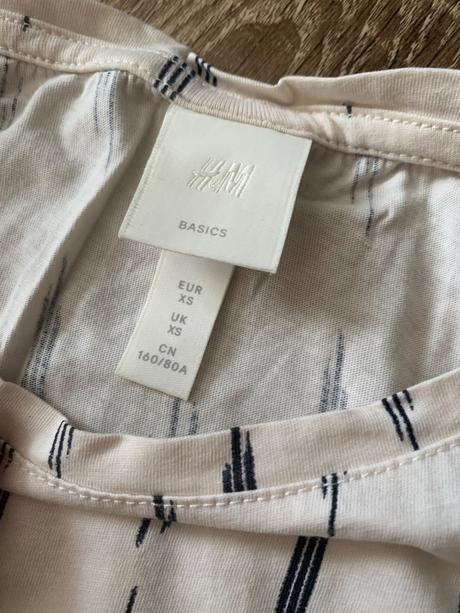 H&M
BASICS
EUR
XS
UK
XS
CN
160/80A